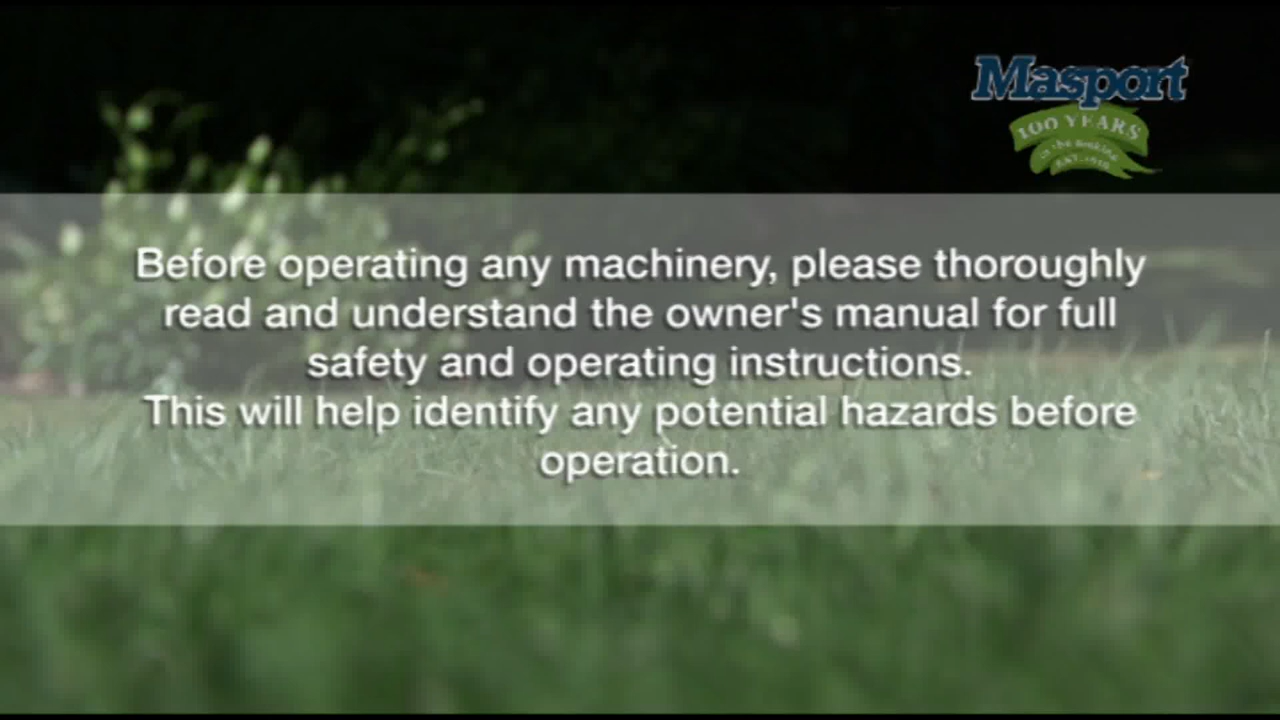 Masport
100 YEARS
Before operating any machinery, please thoroughly
read and understand the owner's manual for full
safety and operating instructions.
This will help identify any potential hazards before
operation.